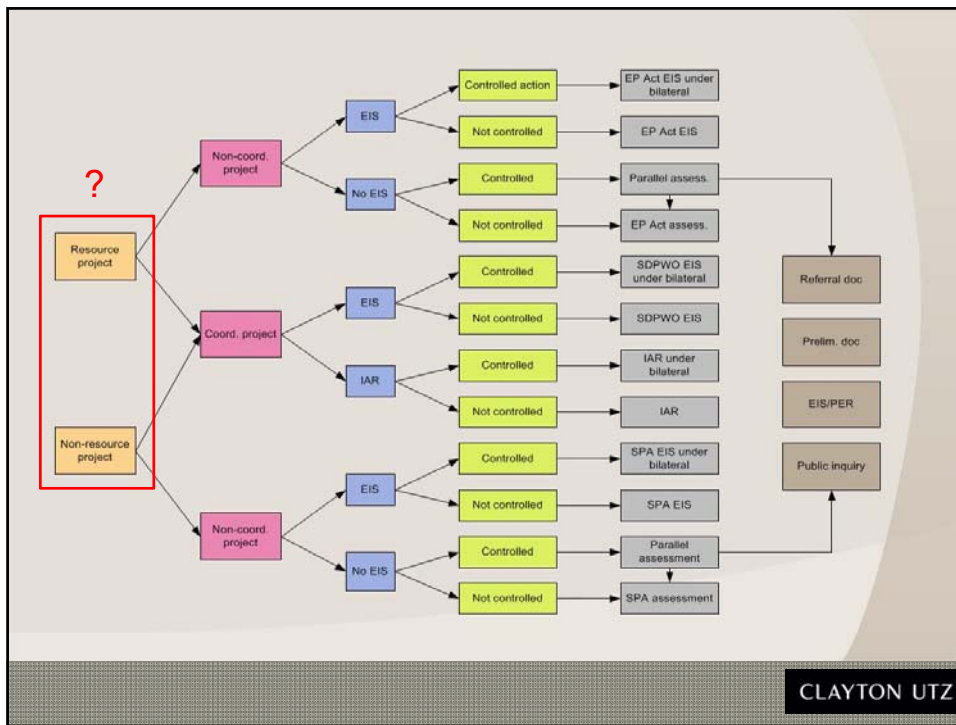 ?
Resource
project
Non-resource
project
Non-coord.
project
Coord. project
Non-coord.
project
EIS
No EIS
EIS
IAR
EIS
No EIS
Controlled action
Not controlled
Controlled
Not controlled
Controlled
Not controlled
Controlled
Not controlled
Controlled
Not controlled
Controlled
Not controlled
EP Act EIS under
bilateral
EP Act EIS
Parallel assess.
EP Act assess.
SDPWO EIS
under bilateral
SDPWO EIS
IAR under
bilateral
IAR
SPA EIS under
bilateral
SPA EIS
Parallel
assessment
SPA assessment
Referral doc
Prelim. doc
EIS/PER
Public inquiry
CLAYTON UTZ